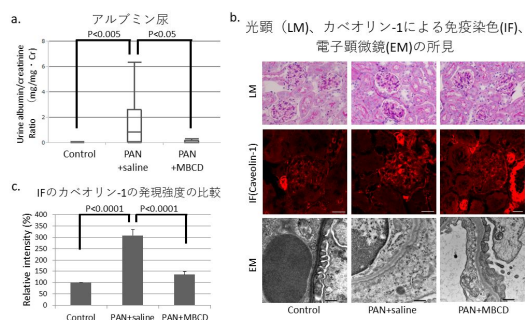 a.
アルブミン尿
P<0.005
P<0.05
Urine albumin/creatinine
Ratio (mg/mg・Cr)
8
6
4
2
0
Control
PAN
+saline
PAN
+MBCD
b.
光顕（LM)、カベオリン-1による免疫染色(IF)、
電子顕微鏡(EM)の所見
LM
IF(Caveolin-1)
EM
Control
PAN+saline
PAN+MBCD
c.
IFのカベオリン-1の発現強度の比較
P<0.0001
P<0.0001
Relative intensity (%)
400
350
300
250
200
150
100
50
0
Control
PAN+saline
PAN+MBCD